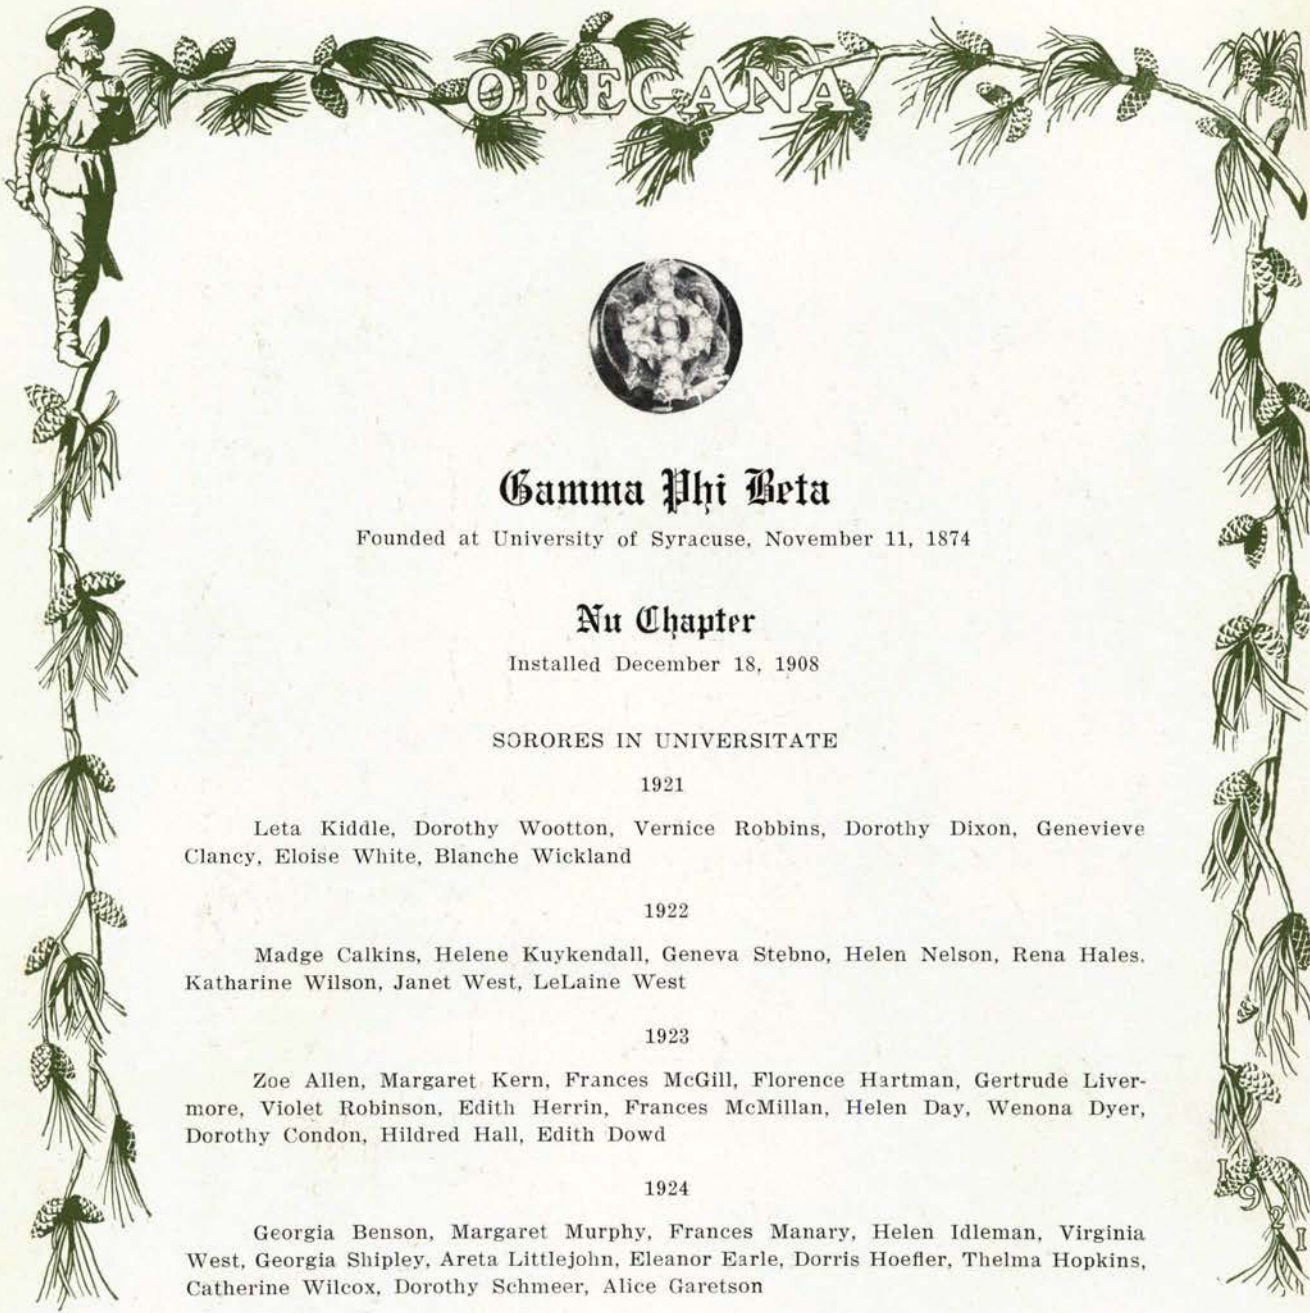 OREGANA
Gamma Phi Beta
Founded at University of Syracuse, November 11, 1874
Nu Chapter
Installed December 18, 1908
SORORES IN UNIVERSITATE
1921
Leta Kiddle, Dorothy Wootton, Vernice Robbins, Dorothy Dixon, Genevieve
Clancy, Eloise White, Blanche Wickland
1922
Madge Calkins, Helene Kuykendall, Geneva Stebno, Helen Nelson, Rena Hales,
Katharine Wilson, Janet West, LeLaine West
1923
Zoe Allen, Margaret Kern, Frances McGill, Florence Hartman, Gertrude Liver-
more, Violet Robinson, Edith Herrin, Frances McMillan, Helen Day, Wenona Dyer,
Dorothy Condon, Hildred Hall, Edith Dowd
1924
Georgia Benson, Margaret Murphy, Frances Manary, Helen Idleman, Virginia
West, Georgia Shipley, Areta Littlejohn, Eleanor Earle, Dorris Hoefler, Thelma Hopkins,
Catherine Wilcox, Dorothy Schmeer, Alice Garetson
1921